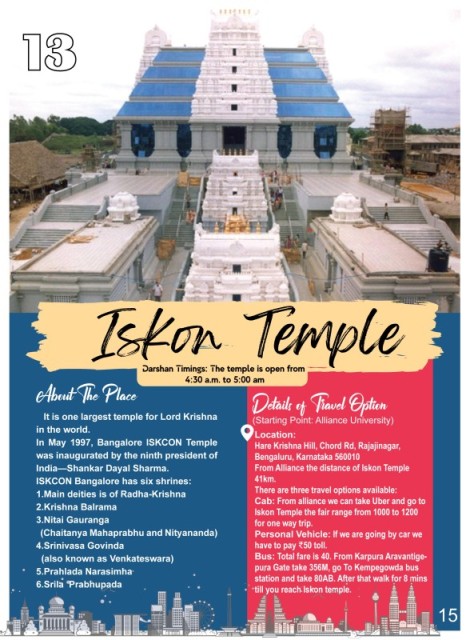 13
Iskon Temple
Darshan Timings: The temple is open from
4:30 a.m. to 5:00 am
About The Place
It is one largest temple for Lord Krishna
in the world.
In May 1997, Bangalore ISKCON Temple
was inaugurated by the ninth president of
India—Shankar Dayal Sharma.
ISKCON Bangalore has six shrines:
1.Main deities is of Radha-Krishna
2.Krishna Balrama
3.Nitai Gauranga
(Chaitanya Mahaprabhu and Nityananda)
4.Srinivasa Govinda
(also known as Venkateswara)
5.Prahlada Narasimha
6.Srila Prabhupada
Details of Travel Option
(Starting Point: Alliance University)
Location:
Hare Krishna Hill, Chord Rd, Rajajinagar,
Bengaluru, Karnataka 560010
From Alliance the distance of Iskon Temple
41km.
There are three travel options available:
Cab: From alliance we can take Uber and go to
Iskon Temple the fair range from 1000 to 1200
for one way trip.
Personal Vehicle: If we are going by car we
have to pay ₹50 toll.
Bus: Total fare is 40. From Karpura Aravantige-
pura Gate take 356M, go To Kempegowda bus
station and take 80AB. After that walk for 8 mins
till you reach Iskon temple.
15